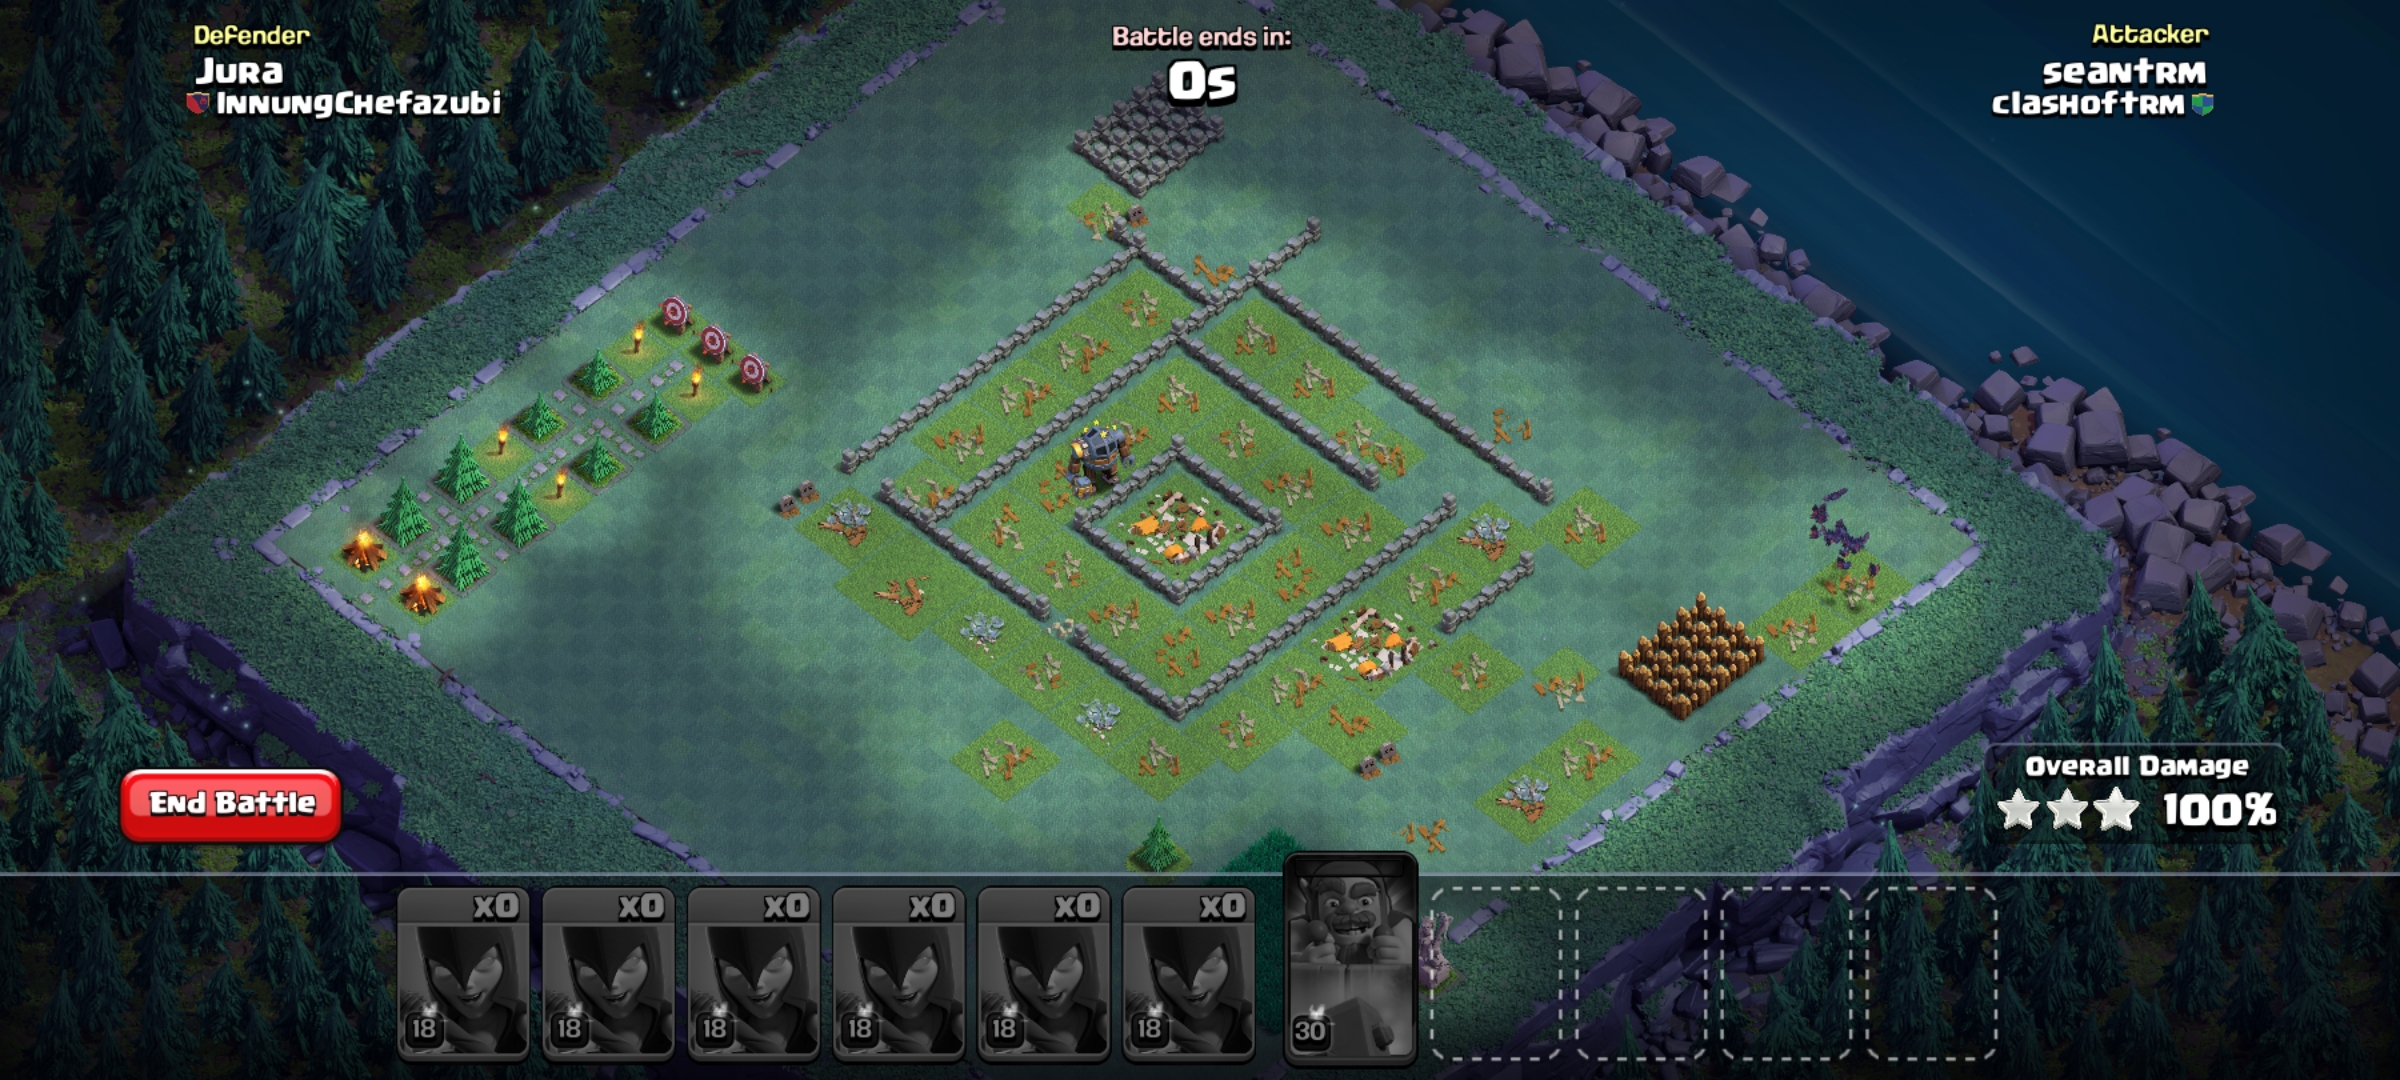 Defender
Jura
InnungChefazubi
Battle ends in:
0s
Attacker
seantRM
clashoftRM
End Battle
Overall Damage
100%
x0 x0 x0 x0 x0 x0
18 18 18 18 18 18 30